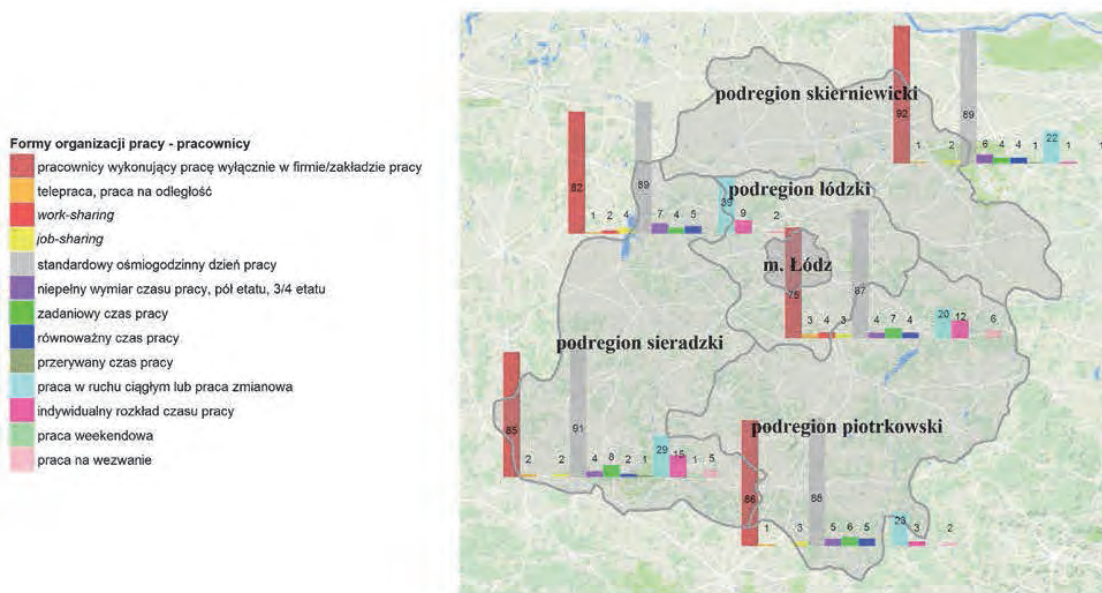 Formy organizacji pracy - pracownicy
pracownicy wykonujący pracę wyłącznie w firmie/zakładzie pracy
telepraca, praca na odległość
work-sharing
job-sharing
standardowy ośmiogodzinny dzień pracy
niepełny wymiar czasu pracy, pół etatu, 3/4 etatu
zadaniowy czas pracy
równoważny czas pracy
przerywany czas pracy
praca w ruchu ciągłym lub praca zmianowa
indywidualny rozkład czasu pracy
praca weekendowa
praca na wezwanie
podregion skierniewicki
92 1 2 89 6 4 4 22 1 1
podregion łódzki
82 1 2 4 89 7 4 5 39 9 2
m. Łódz
75 3 4 3 87 4 7 4 20 12 6
podregion sieradzki
85 2 2 91 4 8 2 1 29 15 1 5
podregion piotrkowski
86 1 3 88 5 6 5 23 3 2